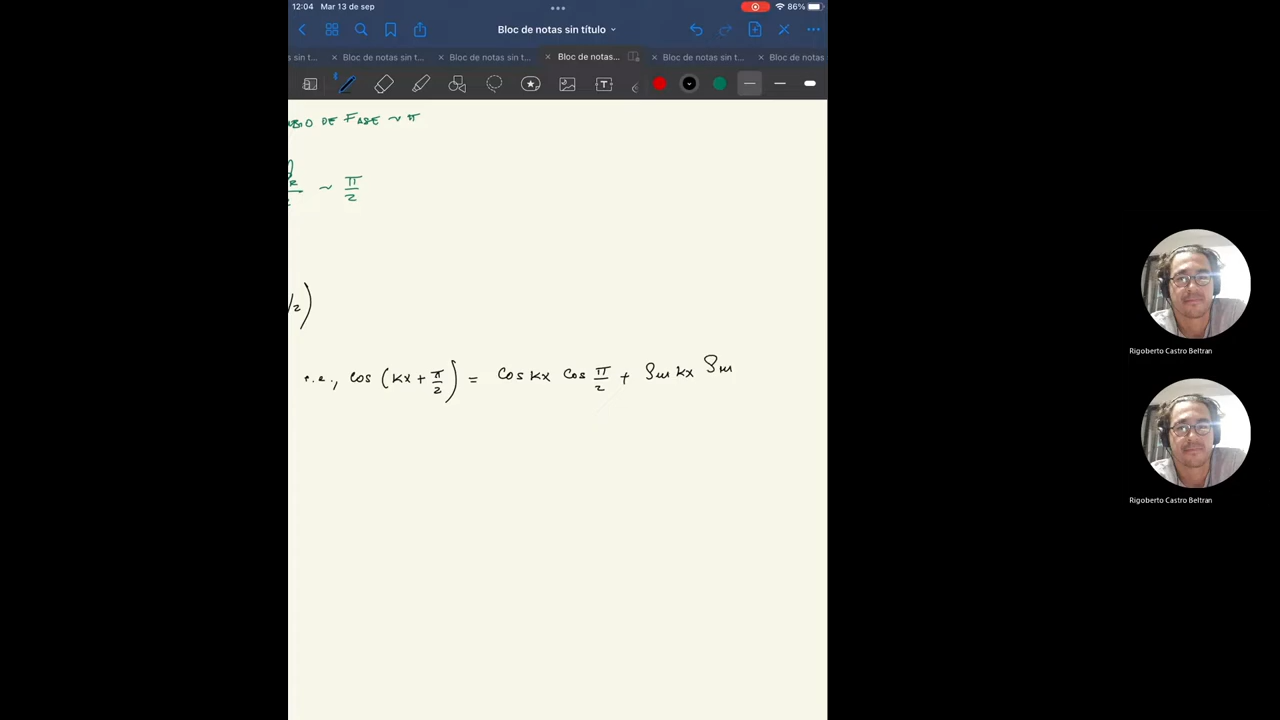 12:04 Mar 13 de sep 86%
Bloc de notas sin título
s sin t... Bloc de notas sin t... Bloc de notas sin t... Bloc de notas... Bloc de notas sin t... Bloc de notas
DE FASE ~ π
~ π/2
/2)
i.e., cos (kx + π/2) = cos kx cos π/2 + Sin kx Sin
Rigoberto Castro Beltran
Rigoberto Castro Beltran